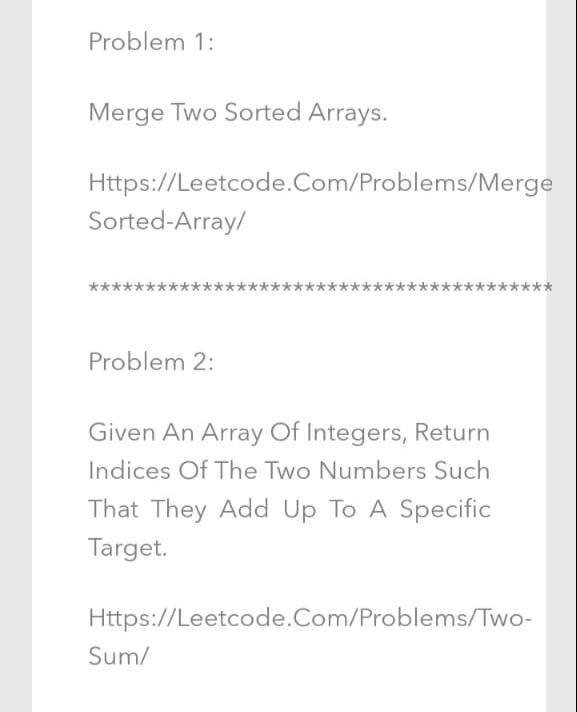 Problem 1:
Merge Two Sorted Arrays.
Https://Leetcode.Com/Problems/Merge
Sorted-Array/
*****************************************
Problem 2:
Given An Array Of Integers, Return
Indices Of The Two Numbers Such
That They Add Up To A Specific
Target.
Https://Leetcode.Com/Problems/Two-
Sum/